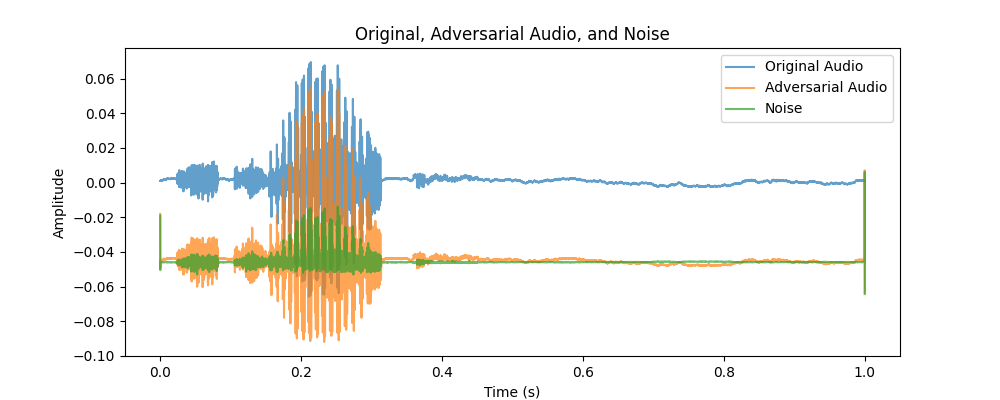 Original, Adversarial Audio, and Noise
Original Audio
Adversarial Audio
Noise
0.06
0.04
0.02
0.00
−0.02
−0.04
−0.06
−0.08
−0.10
Amplitude
0.0 0.2 0.4 0.6 0.8 1.0
Time (s)